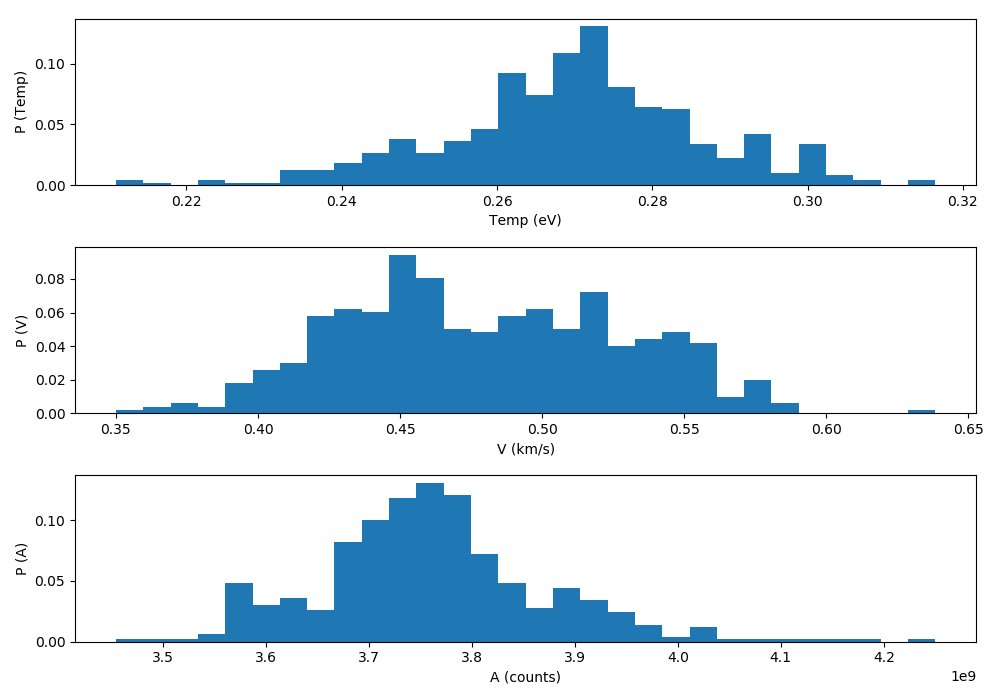 P (Temp)
0.10
0.05
0.00
0.22 0.24 0.26 0.28 0.30 0.32
Temp (eV)
P (V)
0.08
0.06
0.04
0.02
0.00
0.35 0.40 0.45 0.50 0.55 0.60 0.65
V (km/s)
P (A)
0.10
0.05
0.00
3.5 3.6 3.7 3.8 3.9 4.0 4.1 4.2
1e9
A (counts)